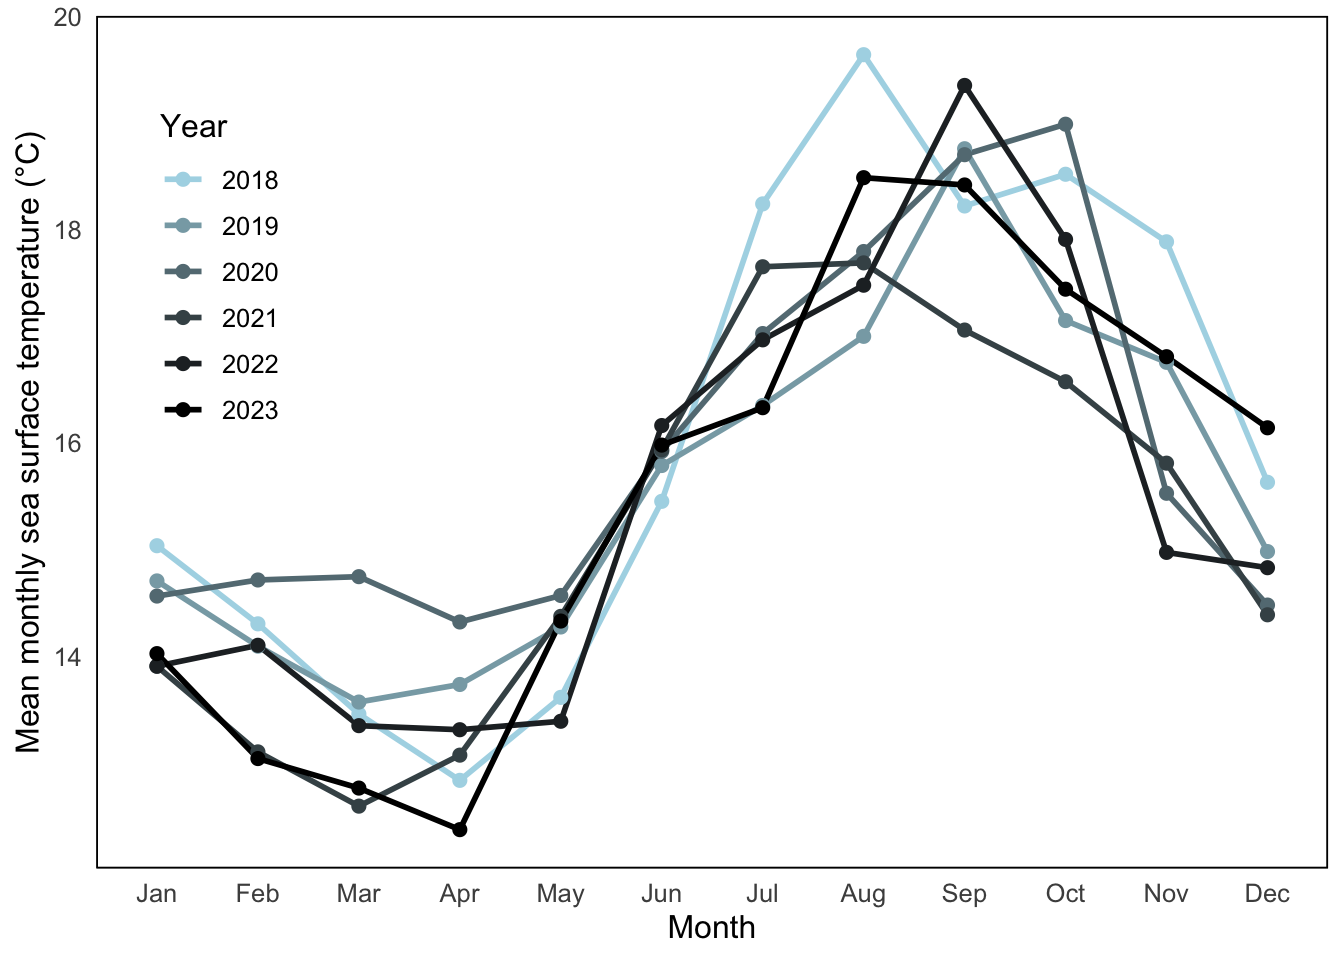 20
18
16
14
Mean monthly sea surface temperature (°C)
Year
2018
2019
2020
2021
2022
2023
Jan Feb Mar Apr May Jun Jul Aug Sep Oct Nov Dec
Month